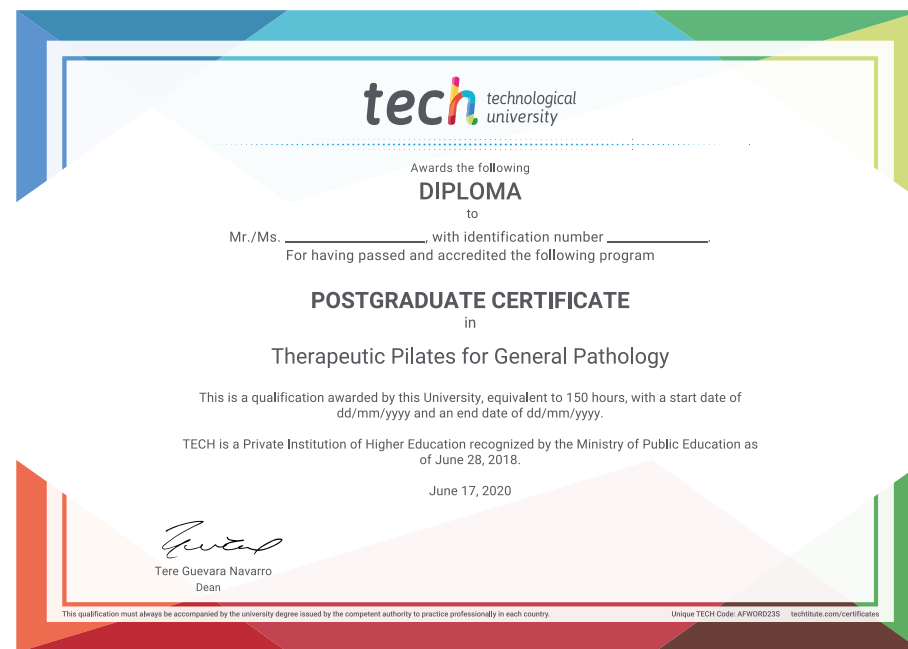 tech technological
university
Awards the following
DIPLOMA
to
Mr./Ms. ____________________, with identification number ______________.
For having passed and accredited the following program
POSTGRADUATE CERTIFICATE
in
Therapeutic Pilates for General Pathology
This is a qualification awarded by this University, equivalent to 150 hours, with a start date of
dd/mm/yyyy and an end date of dd/mm/yyyy.
TECH is a Private Institution of Higher Education recognized by the Ministry of Public Education as
of June 28, 2018.
June 17, 2020
Tere Guevara Navarro
Dean
This qualification must always be accompanied by the university degree issued by the competent authority to practice professionally in each country. Unique TECH Code: AFWORD23S techtitute.com/certificates